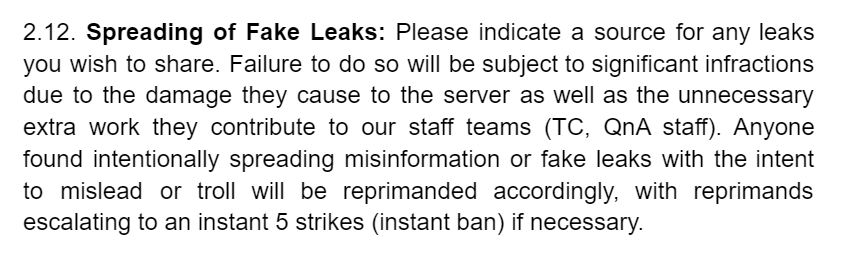 2.12. Spreading of Fake Leaks: Please indicate a source for any leaks
you wish to share. Failure to do so will be subject to significant infractions
due to the damage they cause to the server as well as the unnecessary
extra work they contribute to our staff teams (TC, QnA staff). Anyone
found intentionally spreading misinformation or fake leaks with the intent
to mislead or troll will be reprimanded accordingly, with reprimands
escalating to an instant 5 strikes (instant ban) if necessary.